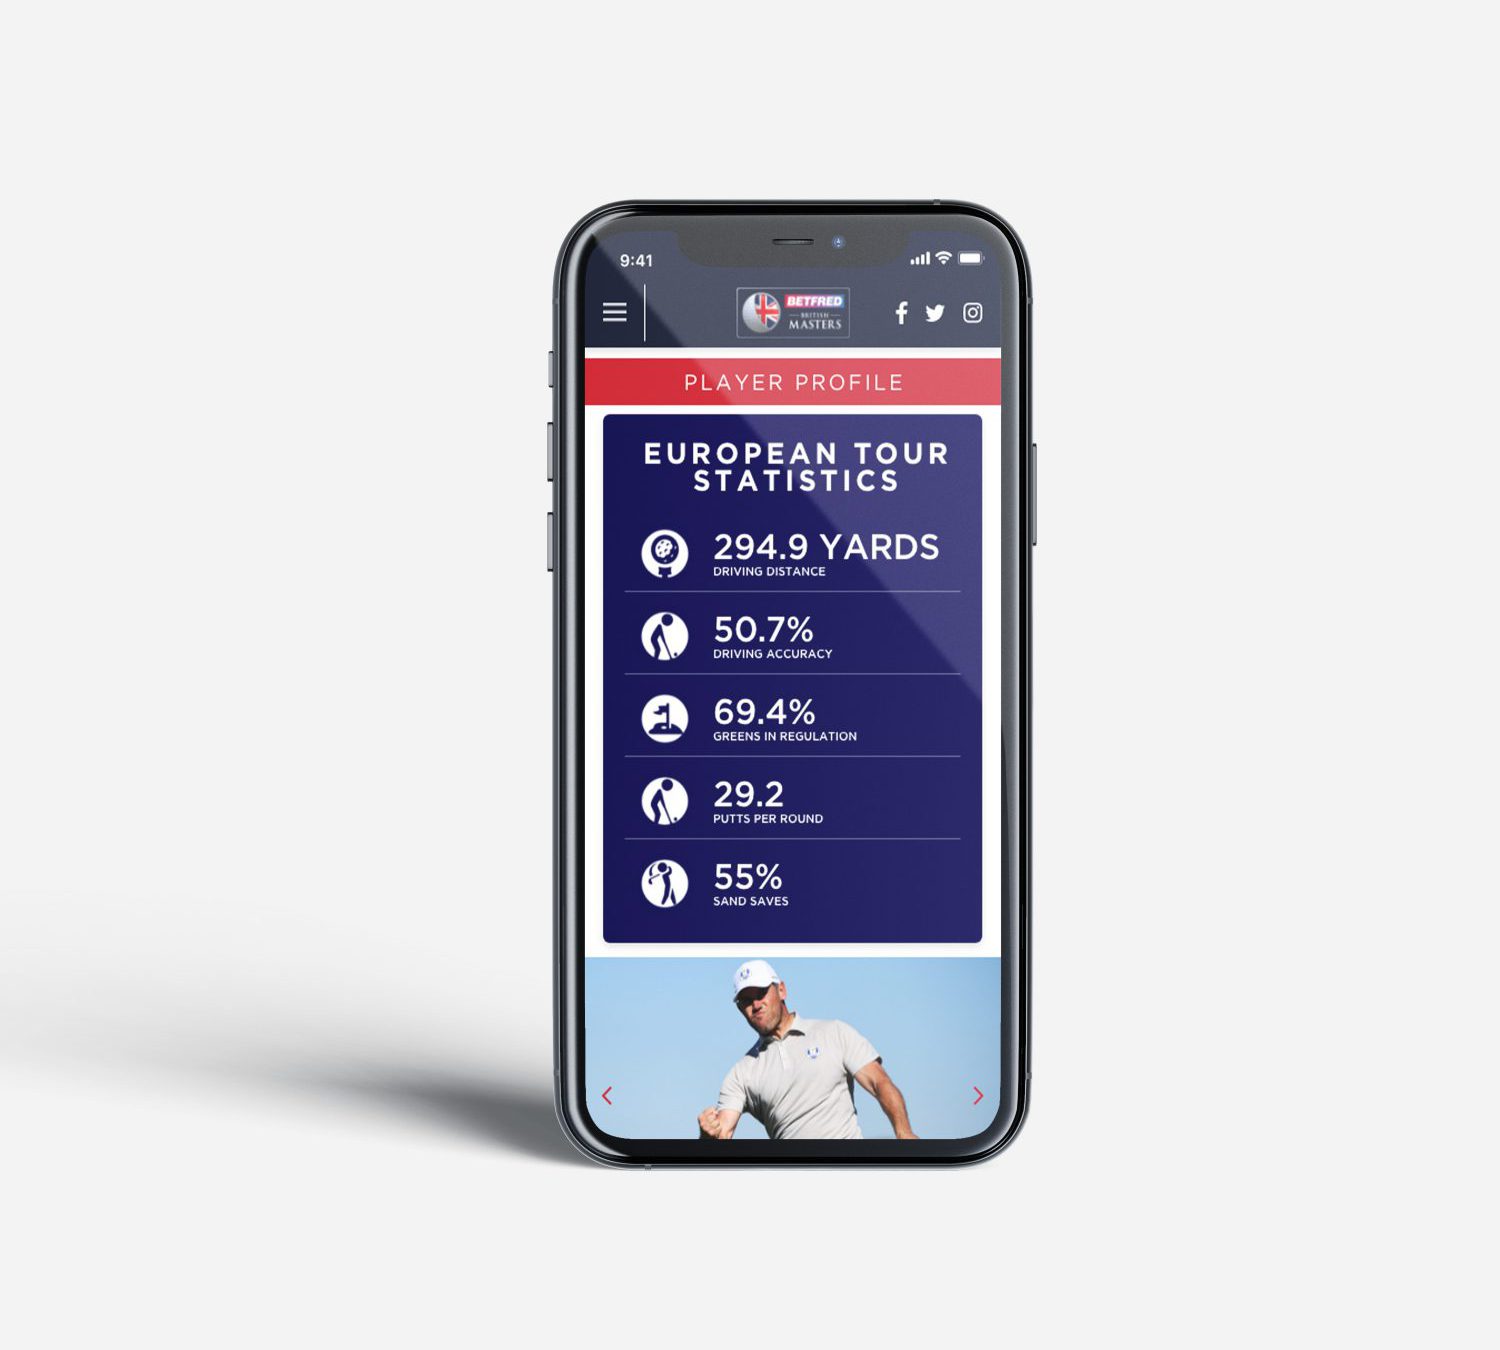 9:41
BETFRED
BRITISH
MASTERS
PLAYER PROFILE
EUROPEAN TOUR
STATISTICS
294.9 YARDS
DRIVING DISTANCE
50.7%
DRIVING ACCURACY
69.4%
GREENS IN REGULATION
29.2
PUTTS PER ROUND
55%
SAND SAVES